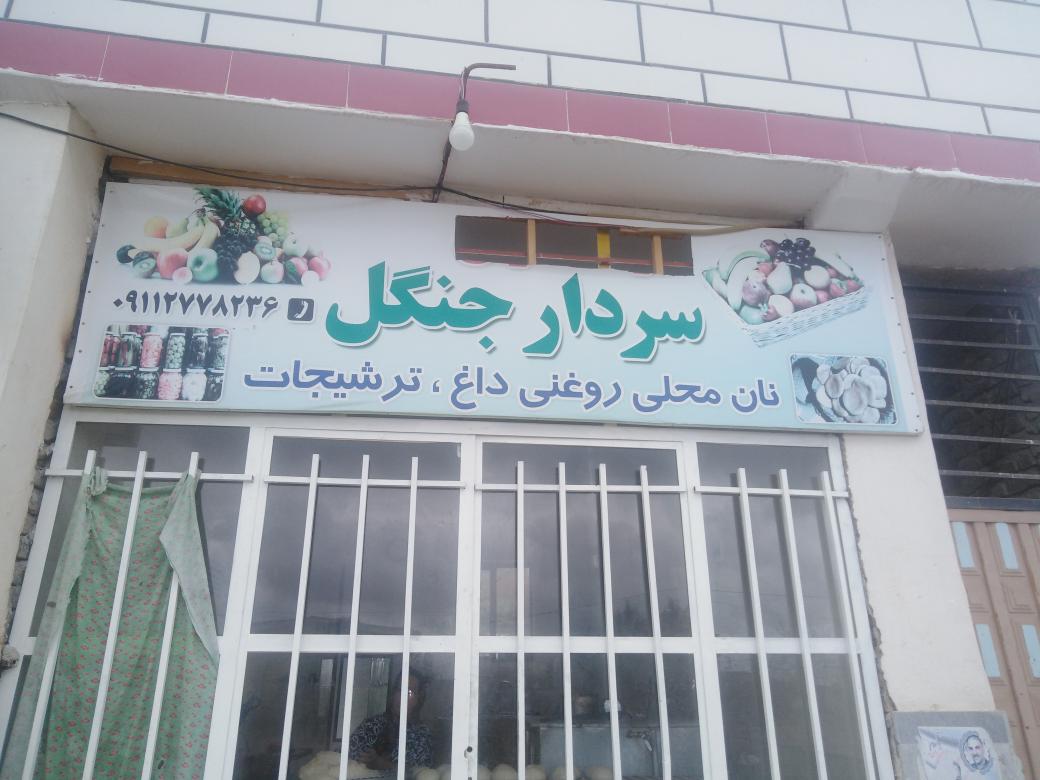 سردار جنگل
۰۹۱۱۲۷۷۸۲۳۶
نان محلی روغنی داغ ، ترشیجات